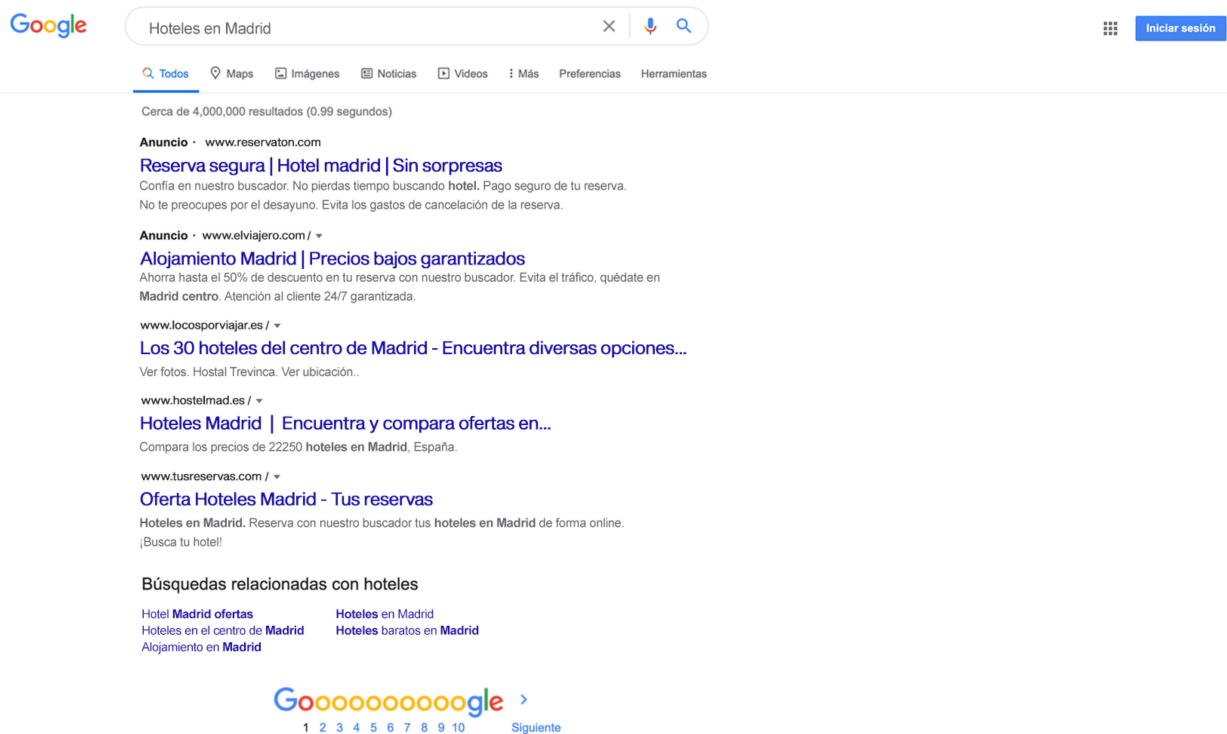 Google
Hoteles en Madrid
Iniciar sesión
Todos Maps Imágenes Noticias Videos Más Preferencias Herramientas
Cerca de 4,000,000 resultados (0.99 segundos)
Anuncio · www.reservaton.com
Reserva segura | Hotel madrid | Sin sorpresas
Confía en nuestro buscador. No pierdas tiempo buscando hotel. Pago seguro de tu reserva.
No te preocupes por el desayuno. Evita los gastos de cancelación de la reserva.
Anuncio · www.elviajero.com /
Alojamiento Madrid | Precios bajos garantizados
Ahorra hasta el 50% de descuento en tu reserva con nuestro buscador. Evita el tráfico, quédate en
Madrid centro. Atención al cliente 24/7 garantizada.
www.locosporviajar.es /
Los 30 hoteles del centro de Madrid - Encuentra diversas opciones...
Ver fotos. Hostal Trevinca. Ver ubicación..
www.hostelmad.es /
Hoteles Madrid | Encuentra y compara ofertas en...
Compara los precios de 22250 hoteles en Madrid, España.
www.tusreservas.com /
Oferta Hoteles Madrid - Tus reservas
Hoteles en Madrid. Reserva con nuestro buscador tus hoteles en Madrid de forma online.
¡Busca tu hotel!
Búsquedas relacionadas con hoteles
Hotel Madrid ofertas Hoteles en Madrid
Hoteles en el centro de Madrid Hoteles baratos en Madrid
Alojamiento en Madrid
Goooooooooogle >
1 2 3 4 5 6 7 8 9 10 Siguiente